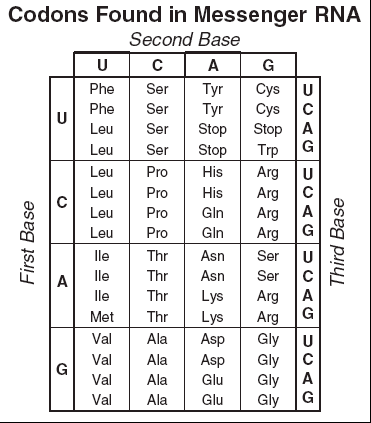 Codons Found in Messenger RNA
Second Base
U C A G
First Base
U
Phe Ser Tyr Cys U
Phe Ser Tyr Cys C
Leu Ser Stop Stop A
Leu Ser Stop Trp G
C
Leu Pro His Arg U
Leu Pro His Arg C
Leu Pro Gln Arg A
Leu Pro Gln Arg G
A
Ile Thr Asn Ser U
Ile Thr Asn Ser C
Ile Thr Lys Arg A
Met Thr Lys Arg G
G
Val Ala Asp Gly U
Val Ala Asp Gly C
Val Ala Glu Gly A
Val Ala Glu Gly G
Third Base